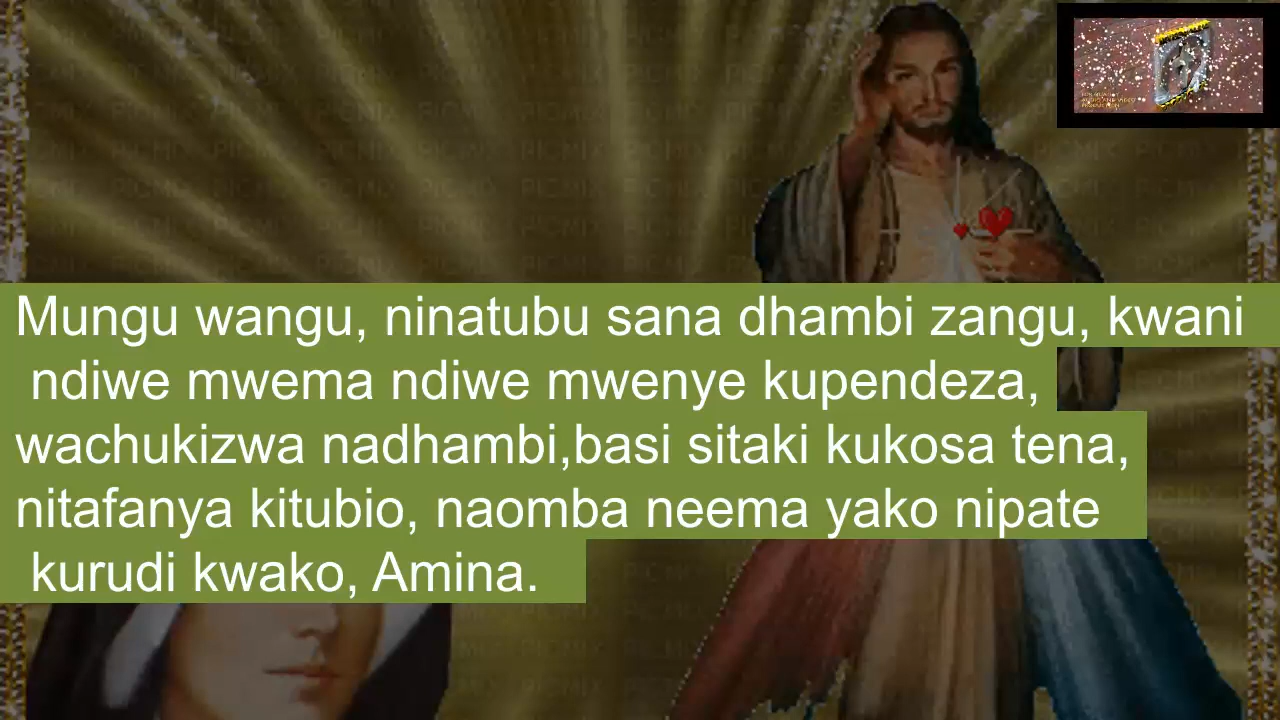 Mungu wangu, ninatubu sana dhambi zangu, kwani
ndiwe mwema ndiwe mwenye kupendeza,
wachukizwa nadhambi,basi sitaki kukosa tena,
nitafanya kitubio, naomba neema yako nipate
kurudi kwako, Amina.